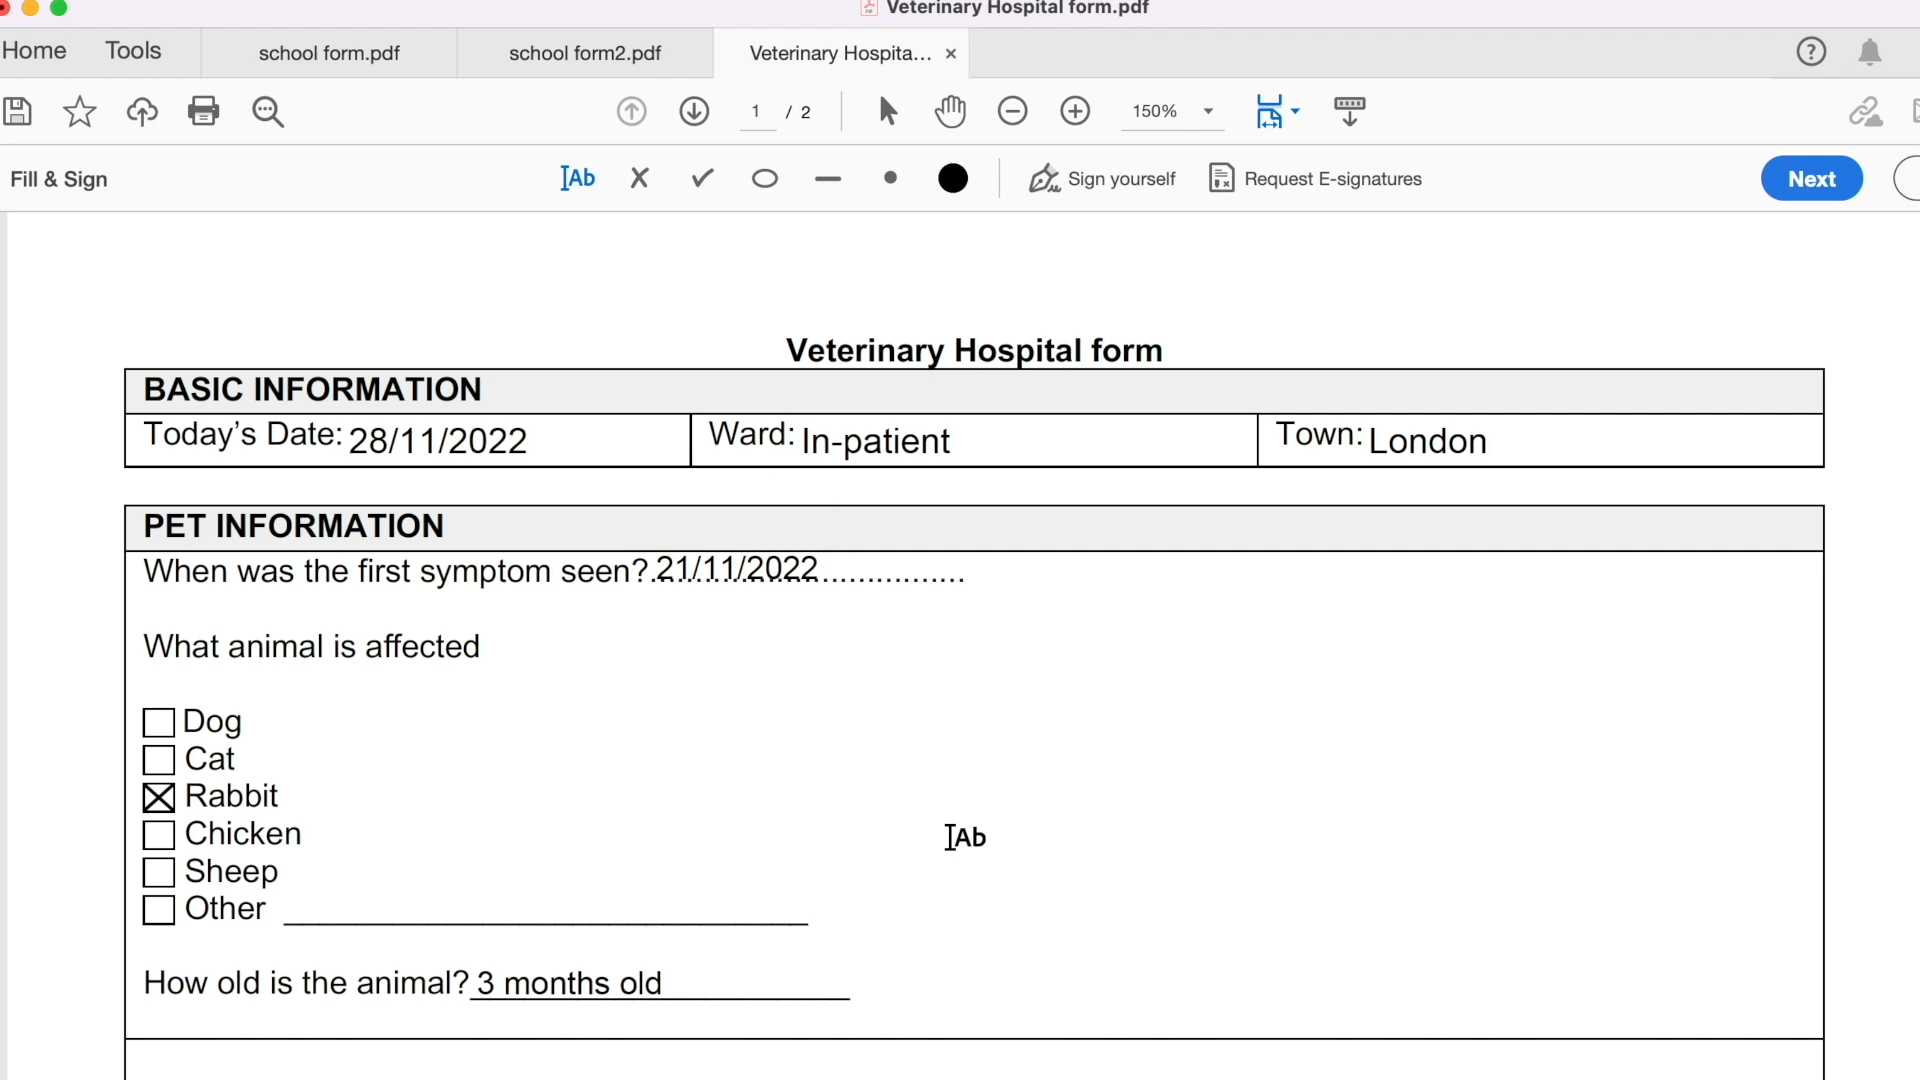 Veterinary Hospital form.pdf
Home Tools school form.pdf school form2.pdf Veterinary Hospita... ×
1 / 2 150%
Fill & Sign Ab Sign yourself Request E-signatures Next
Veterinary Hospital form
BASIC INFORMATION
Today's Date: 28/11/2022 Ward: In-patient Town: London
PET INFORMATION
When was the first symptom seen? 21/11/2022................
What animal is affected
Dog
Cat
Rabbit
Chicken
Sheep
Other ____________________________
How old is the animal? 3 months old
Ab